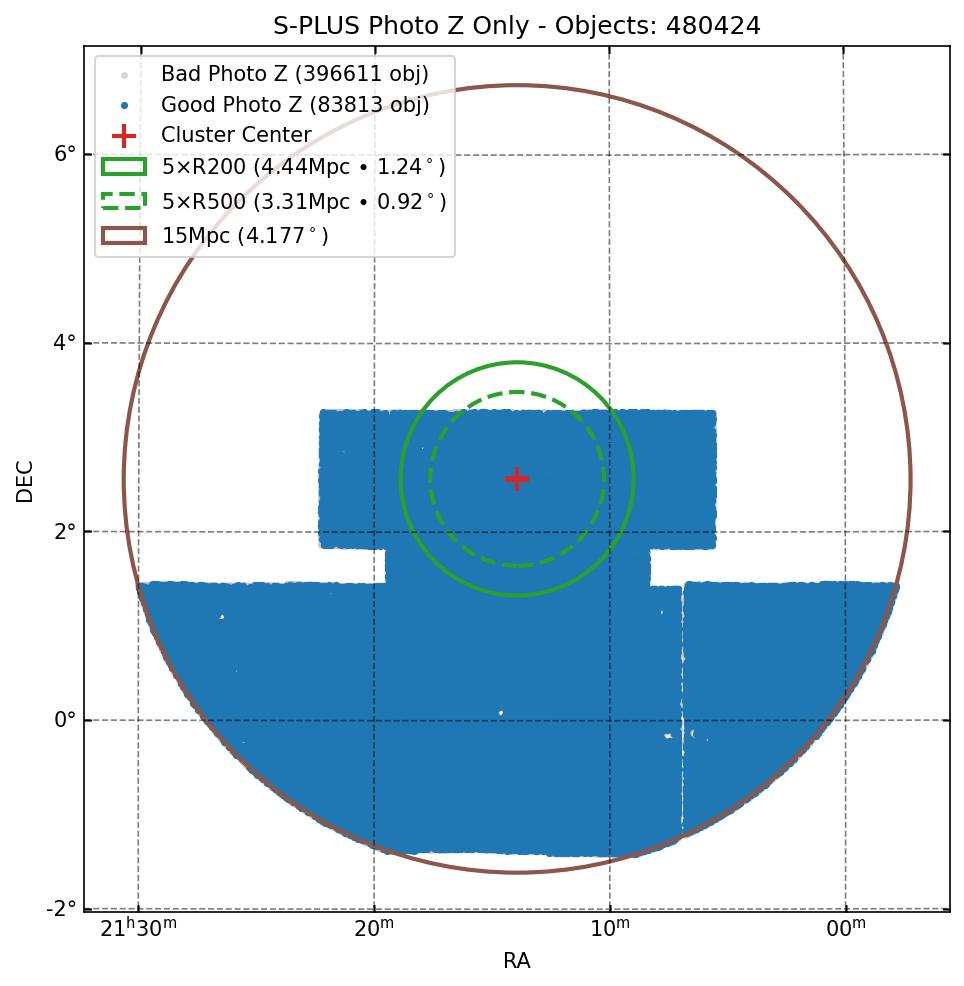 S-PLUS Photo Z Only - Objects: 480424
Bad Photo Z (396611 obj)
Good Photo Z (83813 obj)
Cluster Center
5×R200 (4.44Mpc • 1.24°)
5×R500 (3.31Mpc • 0.92°)
15Mpc (4.177°)
6°
4°
2°
0°
-2°
DEC
21ʰ30ᵐ 20ᵐ 10ᵐ 00ᵐ
RA